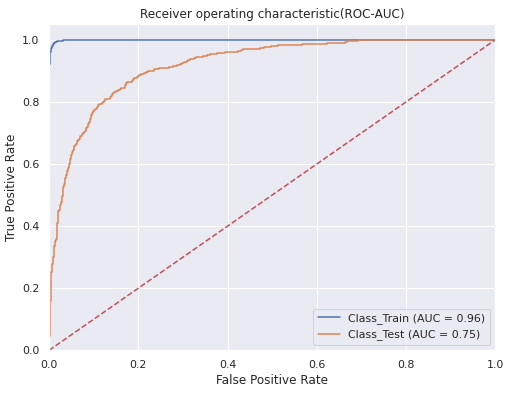 Receiver operating characteristic(ROC-AUC)
1.0
0.8
0.6
0.4
0.2
0.0
True Positive Rate
Class_Train (AUC = 0.96)
Class_Test (AUC = 0.75)
0.0 0.2 0.4 0.6 0.8 1.0
False Positive Rate